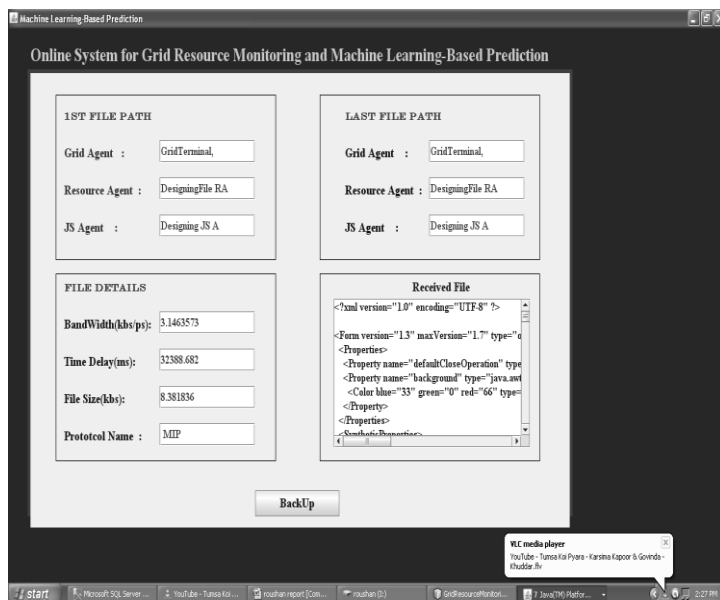 Machine Learning-Based Prediction
Online System for Grid Resource Monitoring and Machine Learning-Based Prediction
1ST FILE PATH
Grid Agent :
GridTerminal,
Resource Agent :
DesigningFile RA
JS Agent :
Designing JS A
LAST FILE PATH
Grid Agent :
GridTerminal,
Resource Agent :
DesigningFile RA
JS Agent :
Designing JS A
FILE DETAILS
BandWidth(kbs/ps):
3.1463573
Time Delay(ms):
32388.682
File Size(kbs):
8.381836
Prototcol Name :
MIP
Received File
<?xml version="1.0" encoding="UTF-8" ?>
<Form version="1.3" maxVersion="1.7" type="o
<Properties>
<Property name="defaultCloseOperation" type
<Property name="background" type="java.awt
<Color blue="33" green="0" red="66" type=
</Property>
</Properties>
<SyntheticProperties>
BackUp
VLC media player
YouTube - Tumsa Koi Pyara - Karsima Kapoor & Govinda -
Khuddar.flv
start
Microsoft SQL Server ...
YouTube - Tumsa Koi ...
roushan report [Com...
roushan (I:)
GridResourceMonitori...
7 Java(TM) Platfor...
2:27 PM